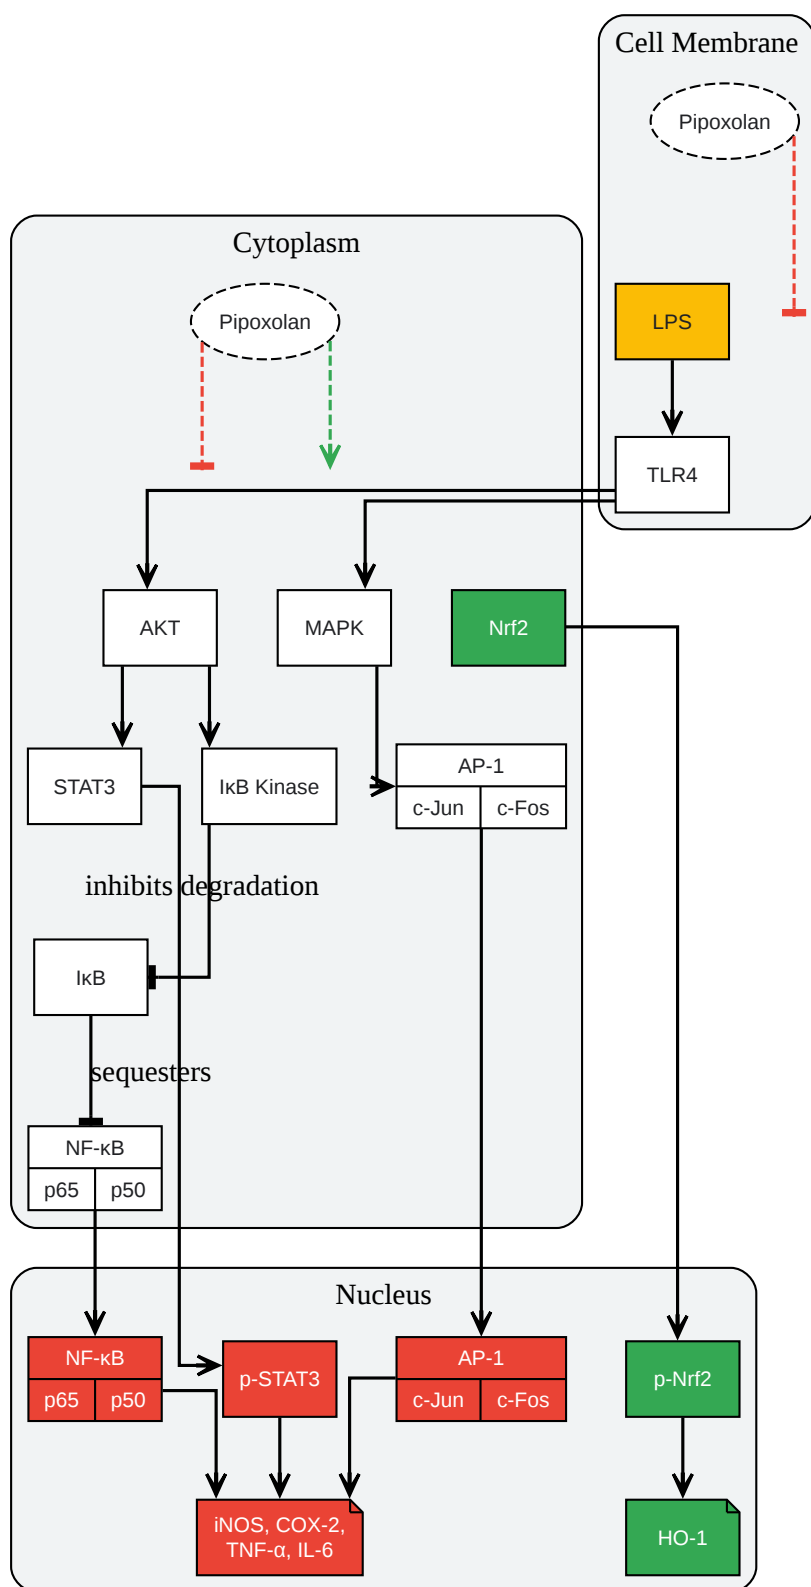 Cell Membrane
Pipoxolan
Cytoplasm
Pipoxolan
LPS
TLR4
AKT
MAPK
Nrf2
STAT3
IκB Kinase
AP-1
c-Jun
c-Fos
inhibits degradation
IκB
sequesters
NF-κB
p65
p50
Nucleus
NF-κB
p65
p50
p-STAT3
AP-1
c-Jun
c-Fos
p-Nrf2
iNOS, COX-2,
TNF-α, IL-6
HO-1